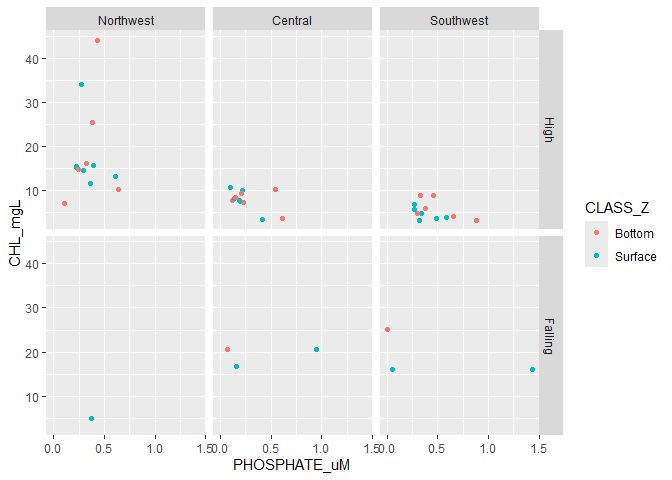 Northwest Central Southwest
40
30
20
10
High
CHL_mgL
40
30
20
10
Falling
0.0 0.5 1.0 1.5 0.0 0.5 1.0 1.5 0.0 0.5 1.0 1.5
PHOSPHATE_uM
CLASS_Z
Bottom
Surface